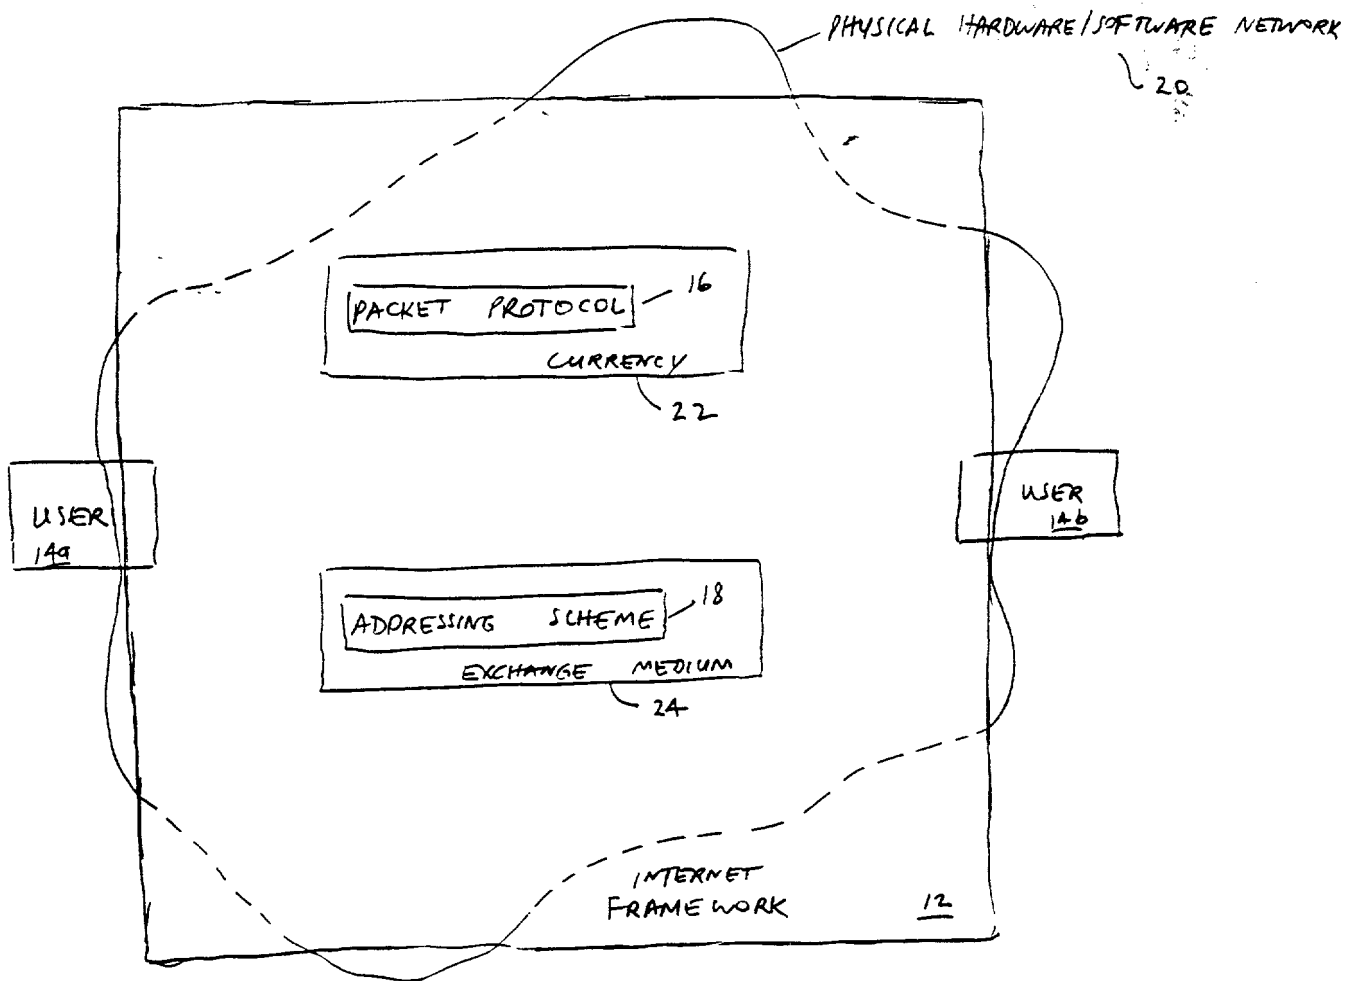 PHYSICAL HARDWARE/SOFTWARE NETWORK
20
PACKET PROTOCOL
16
CURRENCY
22
USER
14a
USER
14b
ADDRESSING SCHEME
18
EXCHANGE MEDIUM
24
INTERNET
FRAMEWORK
12